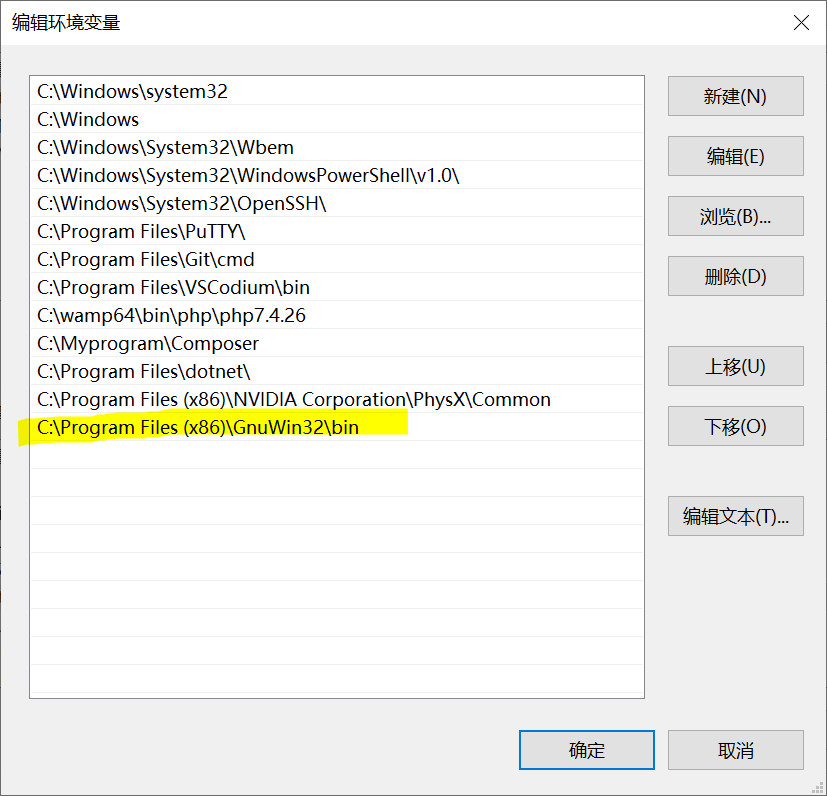 编辑环境变量
C:\Windows\system32
C:\Windows
C:\Windows\System32\Wbem
C:\Windows\System32\WindowsPowerShell\v1.0\
C:\Windows\System32\OpenSSH\
C:\Program Files\PuTTY\
C:\Program Files\Git\cmd
C:\Program Files\VSCodium\bin
C:\wamp64\bin\php\php7.4.26
C:\Myprogram\Composer
C:\Program Files\dotnet\
C:\Program Files (x86)\NVIDIA Corporation\PhysX\Common
C:\Program Files (x86)\GnuWin32\bin
新建(N)
编辑(E)
浏览(B)...
删除(D)
上移(U)
下移(O)
编辑文本(T)...
确定
取消